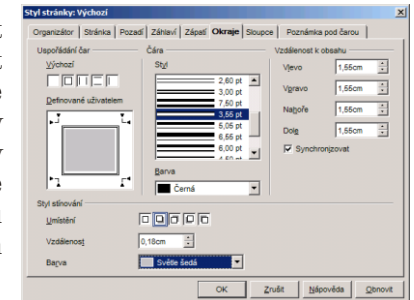 Styl stránky: Výchozí
Organizátor Stránka Pozadí Záhlaví Zápatí Okraje Sloupce Poznámka pod čarou
Uspořádání čar Čára Vzdálenost k obsahu
Výchozí Styl Vlevo 1,55cm
2,60 pt
3,00 pt Vpravo 1,55cm
Definované uživatelem 7,50 pt
3,55 pt Nahoře 1,55cm
5,05 pt
6,55 pt Dole 1,55cm
6,00 pt
4,50 pt Synchronizovat
Barva
Černá
Styl stínování
Umístění
Vzdálenost 0,18cm
Barva Světle šedá
OK Zrušit Nápověda Obnovit